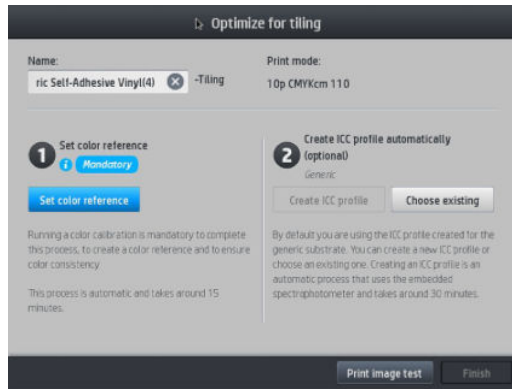 Optimize for tiling
Name:
Print mode:
ric Self-Adhesive Vinyl(4)
-Tiling
10p CMYKcm 110
1
Set color reference
i Mandatory
Set color reference
Running a color calibration is mandatory to complete
this process, to create a color reference and to ensure
color consistency
This process is automatic and takes around 15
minutes.
2
Create ICC profile automatically
(optional)
Generic
Create ICC profile
Choose existing
By default you are using the ICC profile created for the
generic substrate. You can create a new ICC profile or
choose an existing one. Creating an ICC profile is an
automatic process that uses the embedded
spectrophotometer and takes around 30 minutes.
Print image test
Finish